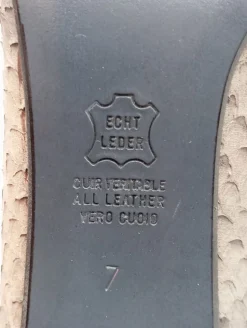 ECHT
LEDER
CUIR VERITABLE
ALL LEATHER
VERO CUOIO
7